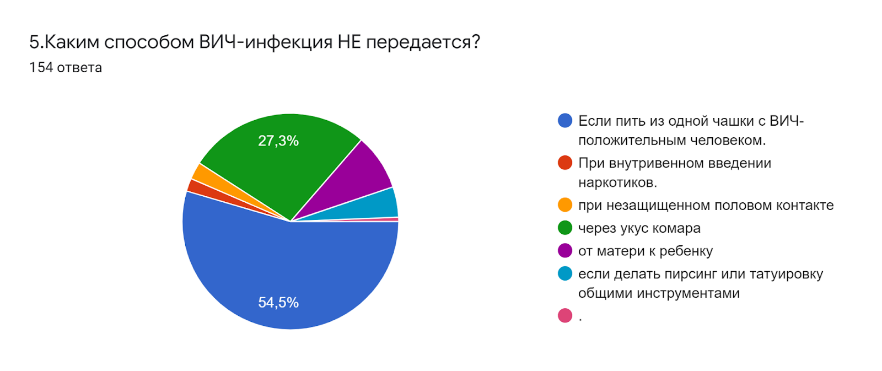 5.Каким способом ВИЧ-инфекция НЕ передается?
154 ответа
27,3%
54,5%
Если пить из одной чашки с ВИЧ-
положительным человеком.
При внутривенном введении
наркотиков.
при незащищенном половом контакте
через укус комара
от матери к ребенку
если делать пирсинг или татуировку
общими инструментами
.